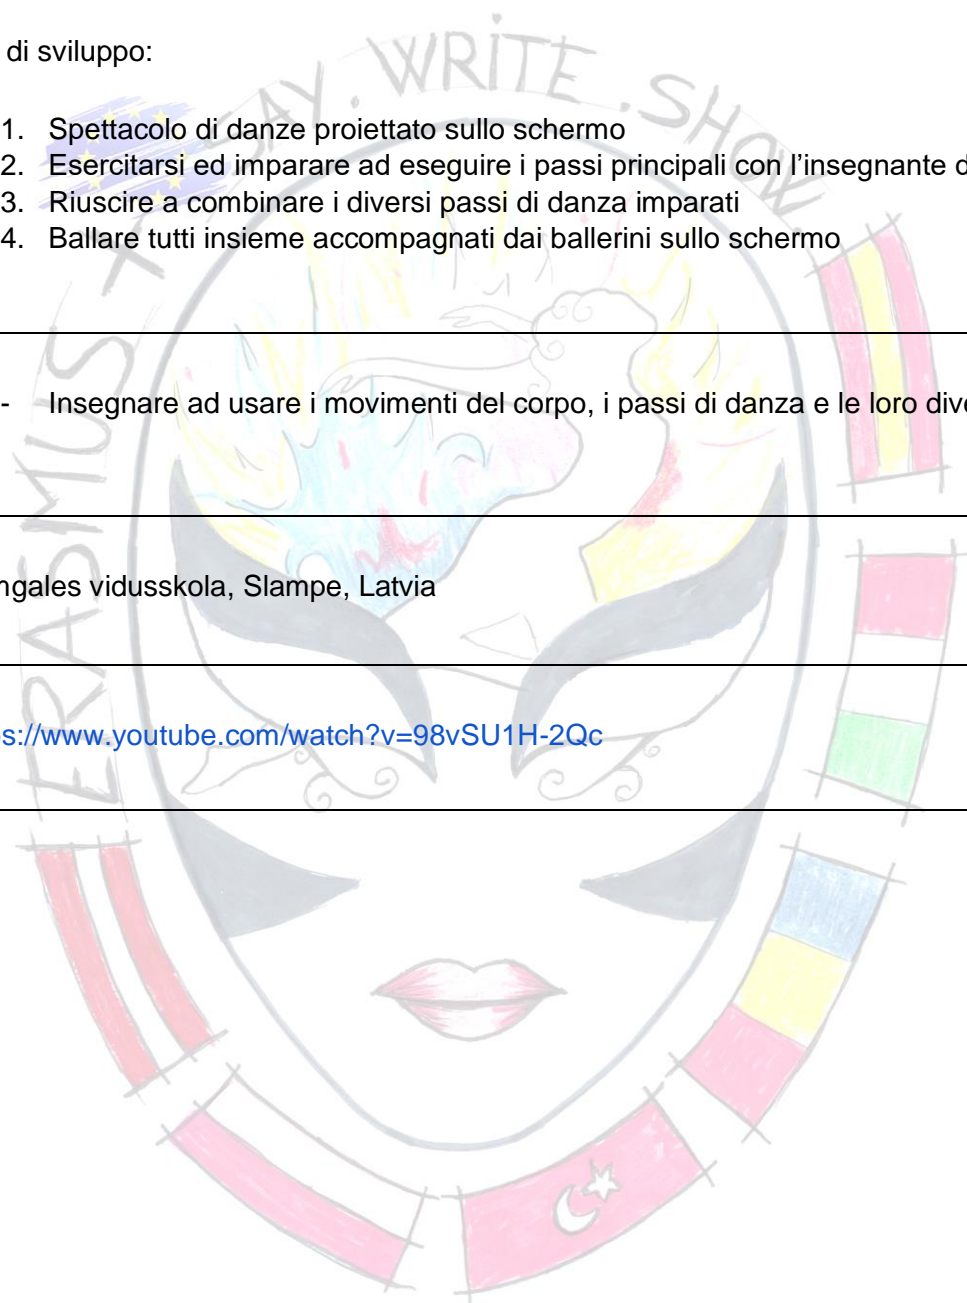 ERASMUS + SAY. WRITE. SHOW.
di sviluppo:
1. Spettacolo di danze proiettato sullo schermo
2. Esercitarsi ed imparare ad eseguire i passi principali con l’insegnante
3. Riuscire a combinare i diversi passi di danza imparati
4. Ballare tutti insieme accompagnati dai ballerini sullo schermo
- Insegnare ad usare i movimenti del corpo, i passi di danza e le loro
vidusskola, Slampe, Latvia
s://www.youtube.com/watch?v=98vSU1H-2Qc